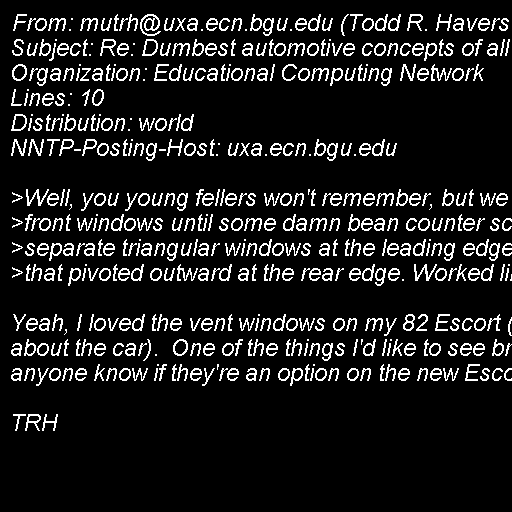 From: mutrh@uxa.ecn.bgu.edu (Todd R. Havers
Subject: Re: Dumbest automotive concepts of all
Organization: Educational Computing Network
Lines: 10
Distribution: world
NNTP-Posting-Host: uxa.ecn.bgu.edu
>Well, you young fellers won't remember, but we
>front windows until some damn bean counter sc
>separate triangular windows at the leading edge
>that pivoted outward at the rear edge. Worked li
Yeah, I loved the vent windows on my 82 Escort (
about the car).  One of the things I'd like to see br
anyone know if they're an option on the new Esco
TRH